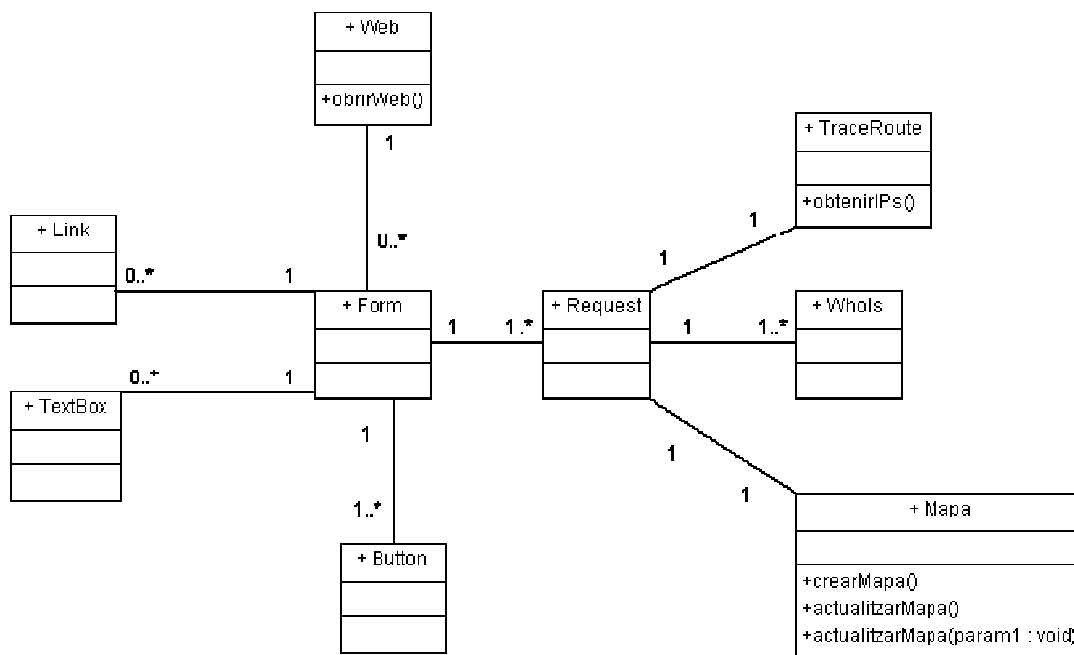 + Web
+obrirWeb()
1
0..*
+ TraceRoute
+obtenirIPs()
1
1
+ Link
0..*
1
+ Form
1
1..*
+ Request
1
1..*
+ WhoIs
0..*
1
+ TextBox
1
1..*
+ Button
1
1
+ Mapa
+crearMapa()
+actualitzarMapa()
+actualitzarMapa(param1 : void)